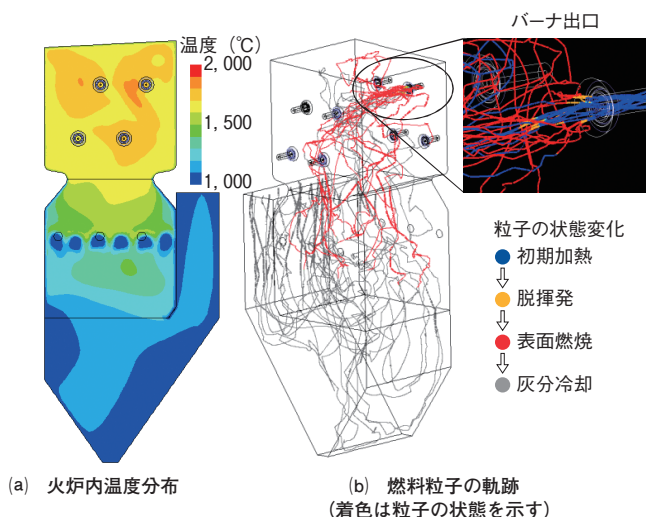 バーナ出口
温度（℃）
2,000
1,500
1,000
粒子の状態変化
初期加熱
脱揮発
表面燃焼
灰分冷却
(a) 火炉内温度分布
(b) 燃料粒子の軌跡
（着色は粒子の状態を示す）